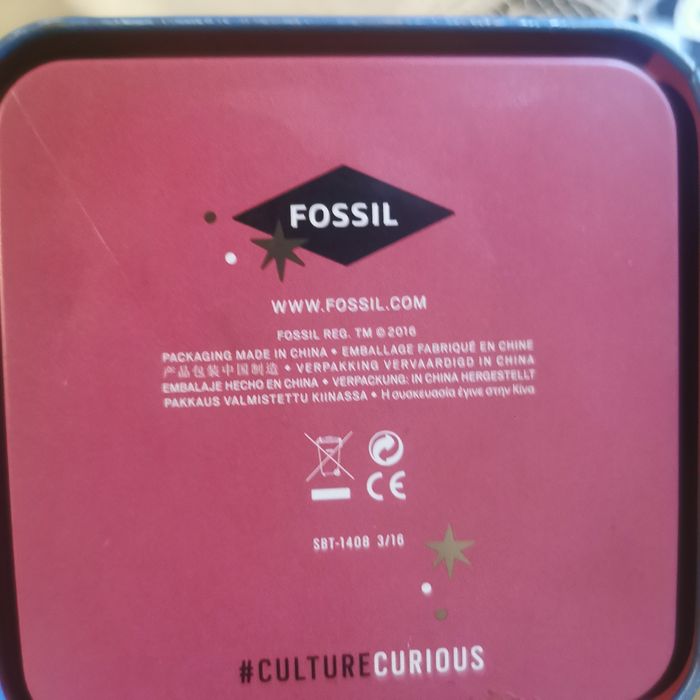 FOSSIL
WWW.FOSSIL.COM
FOSSIL REG. TM © 2016
PACKAGING MADE IN CHINA • EMBALLAGE FABRIQUÉ EN CHINE
产品包装中国制造 • VERPAKKING VERVAARDIGD IN CHINA
EMBALAJE HECHO EN CHINA • VERPACKUNG: IN CHINA HERGESTELLT
PAKKAUS VALMISTETTU KIINASSA • Η συσκευασία έγινε στην Κίνα
CE
SBT-1408 3/16
#CULTURECURIOUS